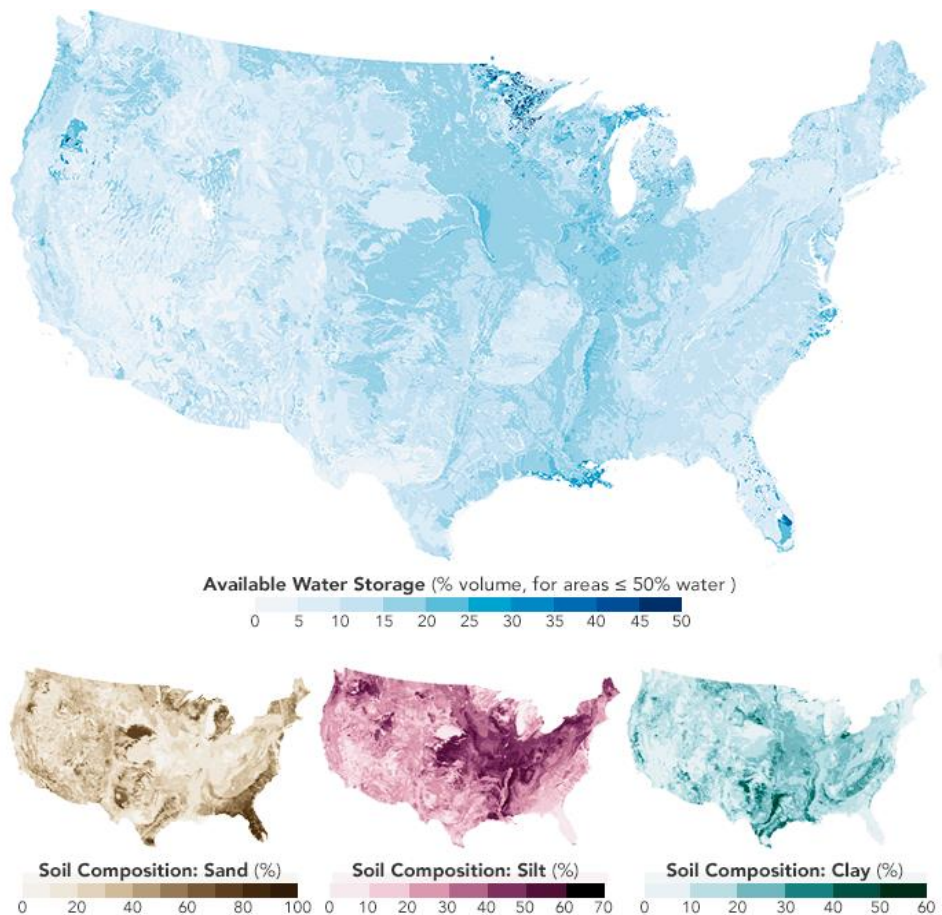 Available Water Storage (% volume, for areas ≤ 50% water )
0 5 10 15 20 25 30 35 40 45 50
Soil Composition: Sand (%)
0 20 40 60 80 100
Soil Composition: Silt (%)
0 10 20 30 40 50 60 70
Soil Composition: Clay (%)
0 10 20 30 40 50 60